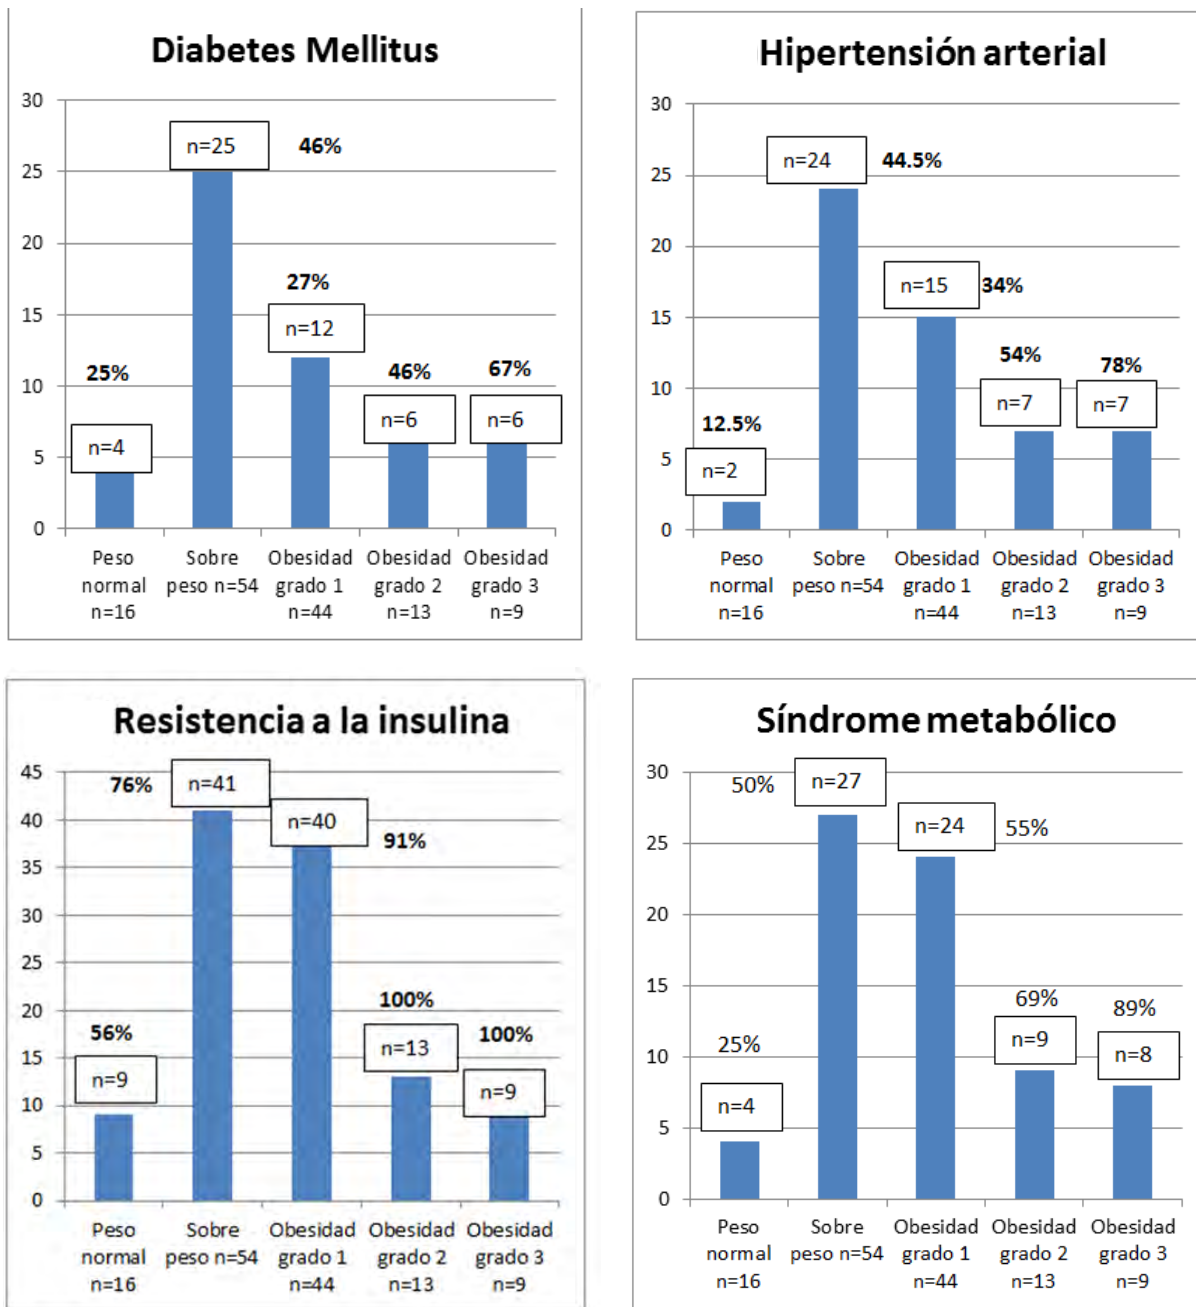 Diabetes Mellitus
30
25
20
15
10
5
0
n=25
46%
27%
n=12
25%
46%
67%
n=4
n=6
n=6
Peso Sobre Obesidad Obesidad Obesidad
normal peso n=54 grado 1 grado 2 grado 3
n=16 n=44 n=13 n=9
Hipertensión arterial
30
25
20
15
10
5
0
n=24
44.5%
n=15
34%
54%
78%
12.5%
n=7
n=7
n=2
Peso Sobre Obesidad Obesidad Obesidad
normal peso n=54 grado 1 grado 2 grado 3
n=16 n=44 n=13 n=9
Resistencia a la insulina
45
40
35
30
25
20
15
10
5
0
76%
n=41
n=40
91%
100%
56%
100%
n=13
n=9
n=9
Peso Sobre Obesidad Obesidad Obesidad
normal peso n=54 grado 1 grado 2 grado 3
n=16 n=44 n=13 n=9
Síndrome metabólico
30
25
20
15
10
5
0
50%
n=27
n=24
55%
69%
89%
25%
n=9
n=8
n=4
Peso Sobre Obesidad Obesidad Obesidad
normal peso n=54 grado 1 grado 2 grado 3
n=16 n=44 n=13 n=9